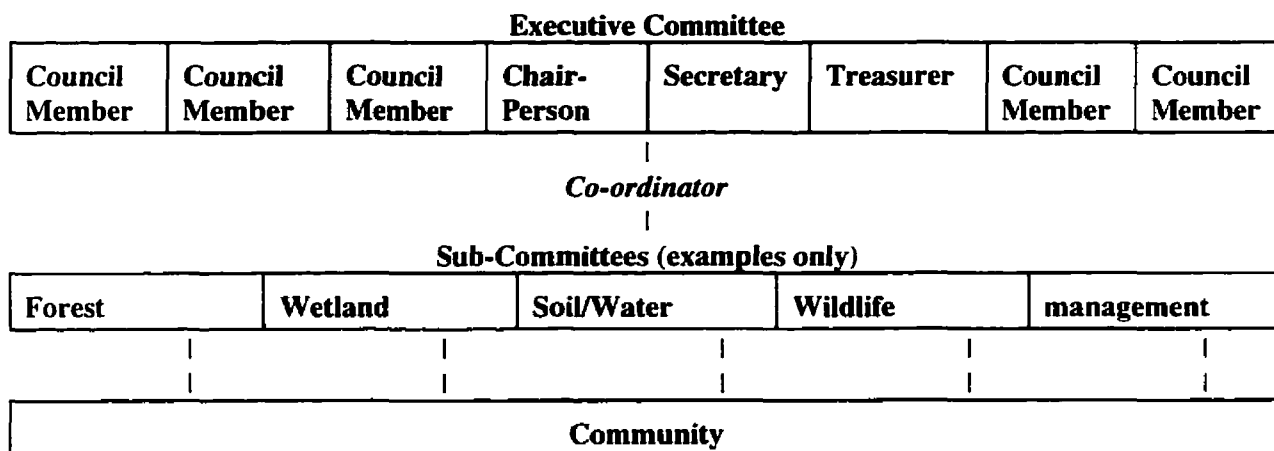 Executive Committee
Council Member Council Member Council Member Chair-Person Secretary Treasurer Council Member Council Member
Co-ordinator
Sub-Committees (examples only)
Forest Wetland Soil/Water Wildlife management
Community